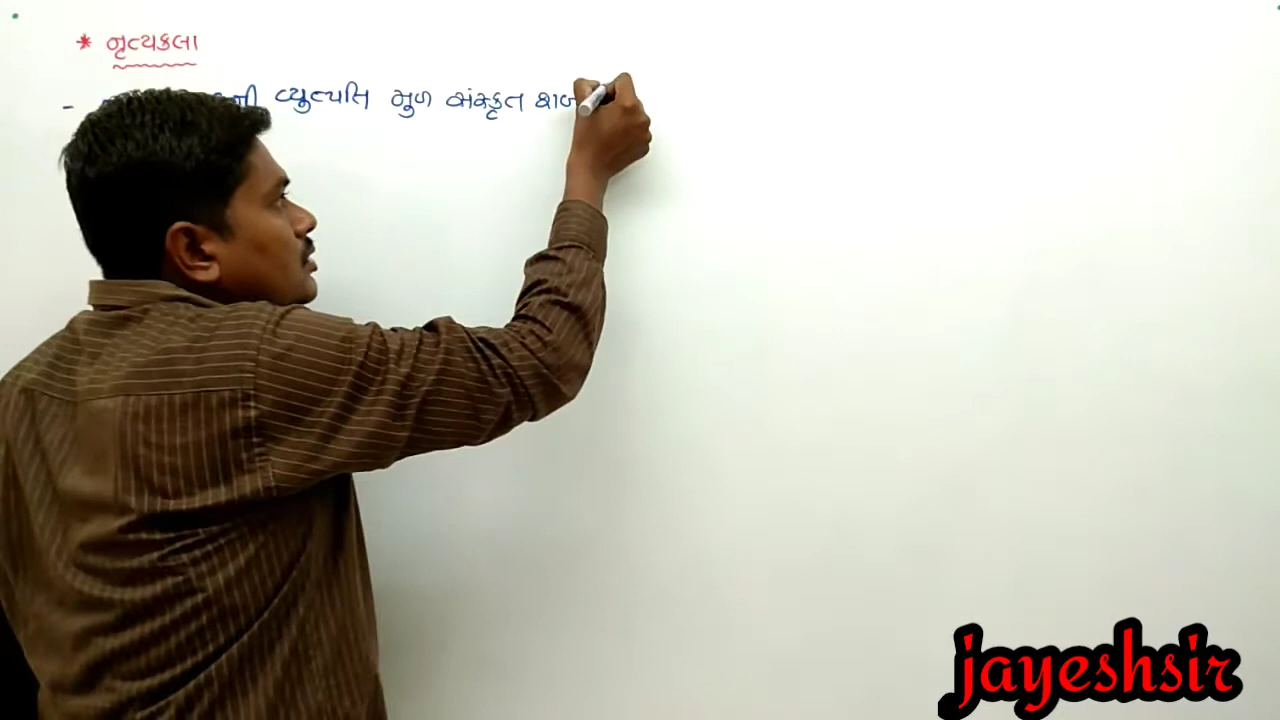 * નૃત્યકલા
- ની વ્યુત્પતિ મુળ સંસ્કૃત શબ
jayeshsir